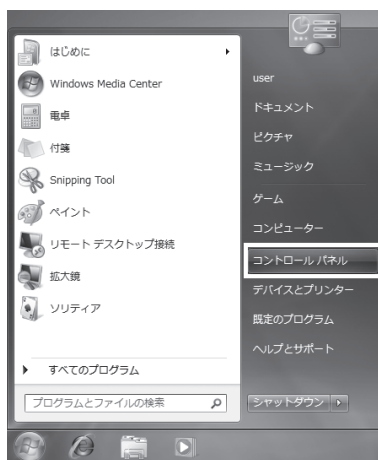 はじめに
Windows Media Center
電卓
付箋
Snipping Tool
ペイント
リモート デスクトップ接続
拡大鏡
ソリティア
すべてのプログラム
プログラムとファイルの検索
user
ドキュメント
ピクチャ
ミュージック
ゲーム
コンピューター
コントロール パネル
デバイスとプリンター
既定のプログラム
ヘルプとサポート
シャットダウン